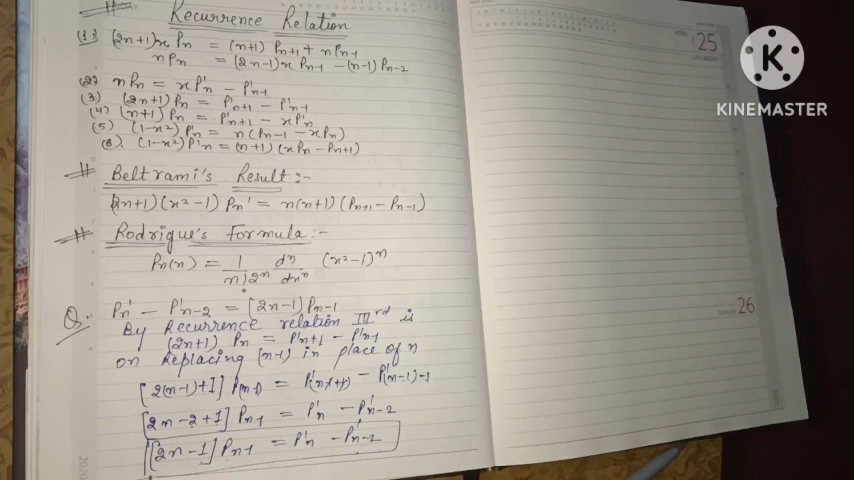 Recurrence Relation
(1) (2n+1)x Pn = (n+1) Pn+1 + n Pn-1
n Pn = (2n-1)x Pn-1 - (n-1) Pn-2
(2) n Pn = x P'n - P'n-1
(3) (2n+1) Pn = P'n+1 - P'n-1
(4) (n+1) Pn = P'n+1 - x P'n
(5) (1-x²) P'n = n (Pn-1 - x Pn)
(6). (1-x²) P'n = (n+1) (x Pn - Pn+1)
# Beltrami's Result :-
(2n+1) (x²-1) Pn' = n(n+1) (Pn+1 - Pn-1)
# Rodrigue's Formula :-
Pn(x) = 1/(n! 2ⁿ) dⁿ/dxⁿ (x²-1)ⁿ
Q. Pn' - P'n-2 = [2n-1) Pn-1
By Recurrence relation IIIrd is
(2n+1) Pn = P'n+1 - P'n-1
on Replacing (n-1) in place of n
[2(n-1)+1] P(n-1) = P'(n-1+1) - P'(n-1)-1
[2n-2+1] Pn-1 = P'n - P'n-2
[2n-1] Pn-1 = P'n - P'n-2
25
SATURDAY
26
SUNDAY
2020
KINEMASTER